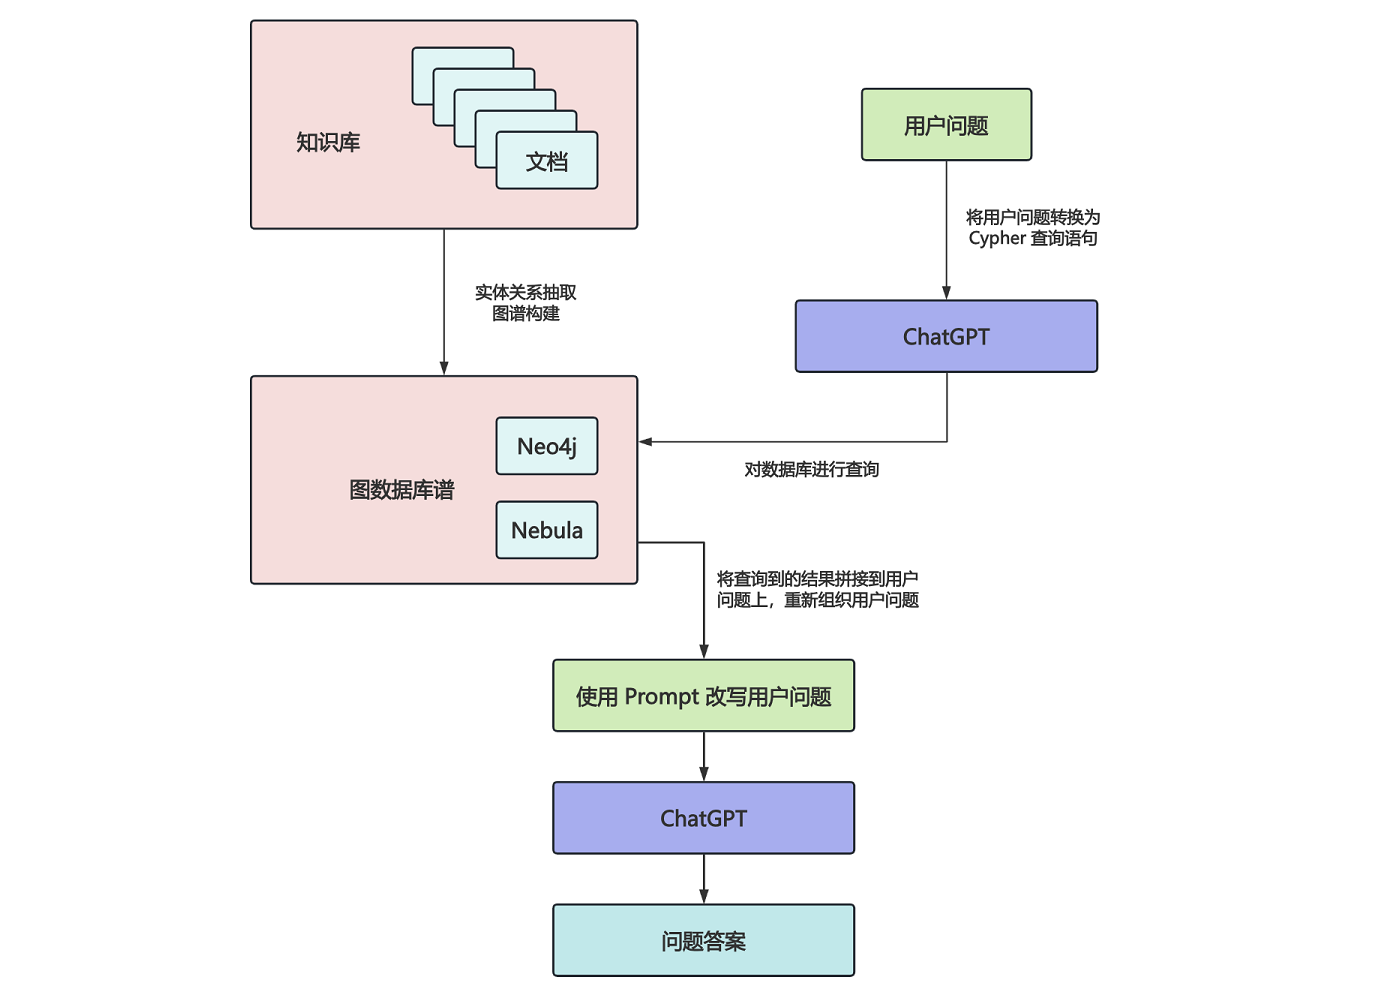 知识库
文档
用户问题
将用户问题转换为
Cypher 查询语句
实体关系抽取
图谱构建
ChatGPT
对数据库进行查询
图数据库谱
Neo4j
Nebula
将查询到的结果拼接到用户
问题上，重新组织用户问题
使用 Prompt 改写用户问题
ChatGPT
问题答案